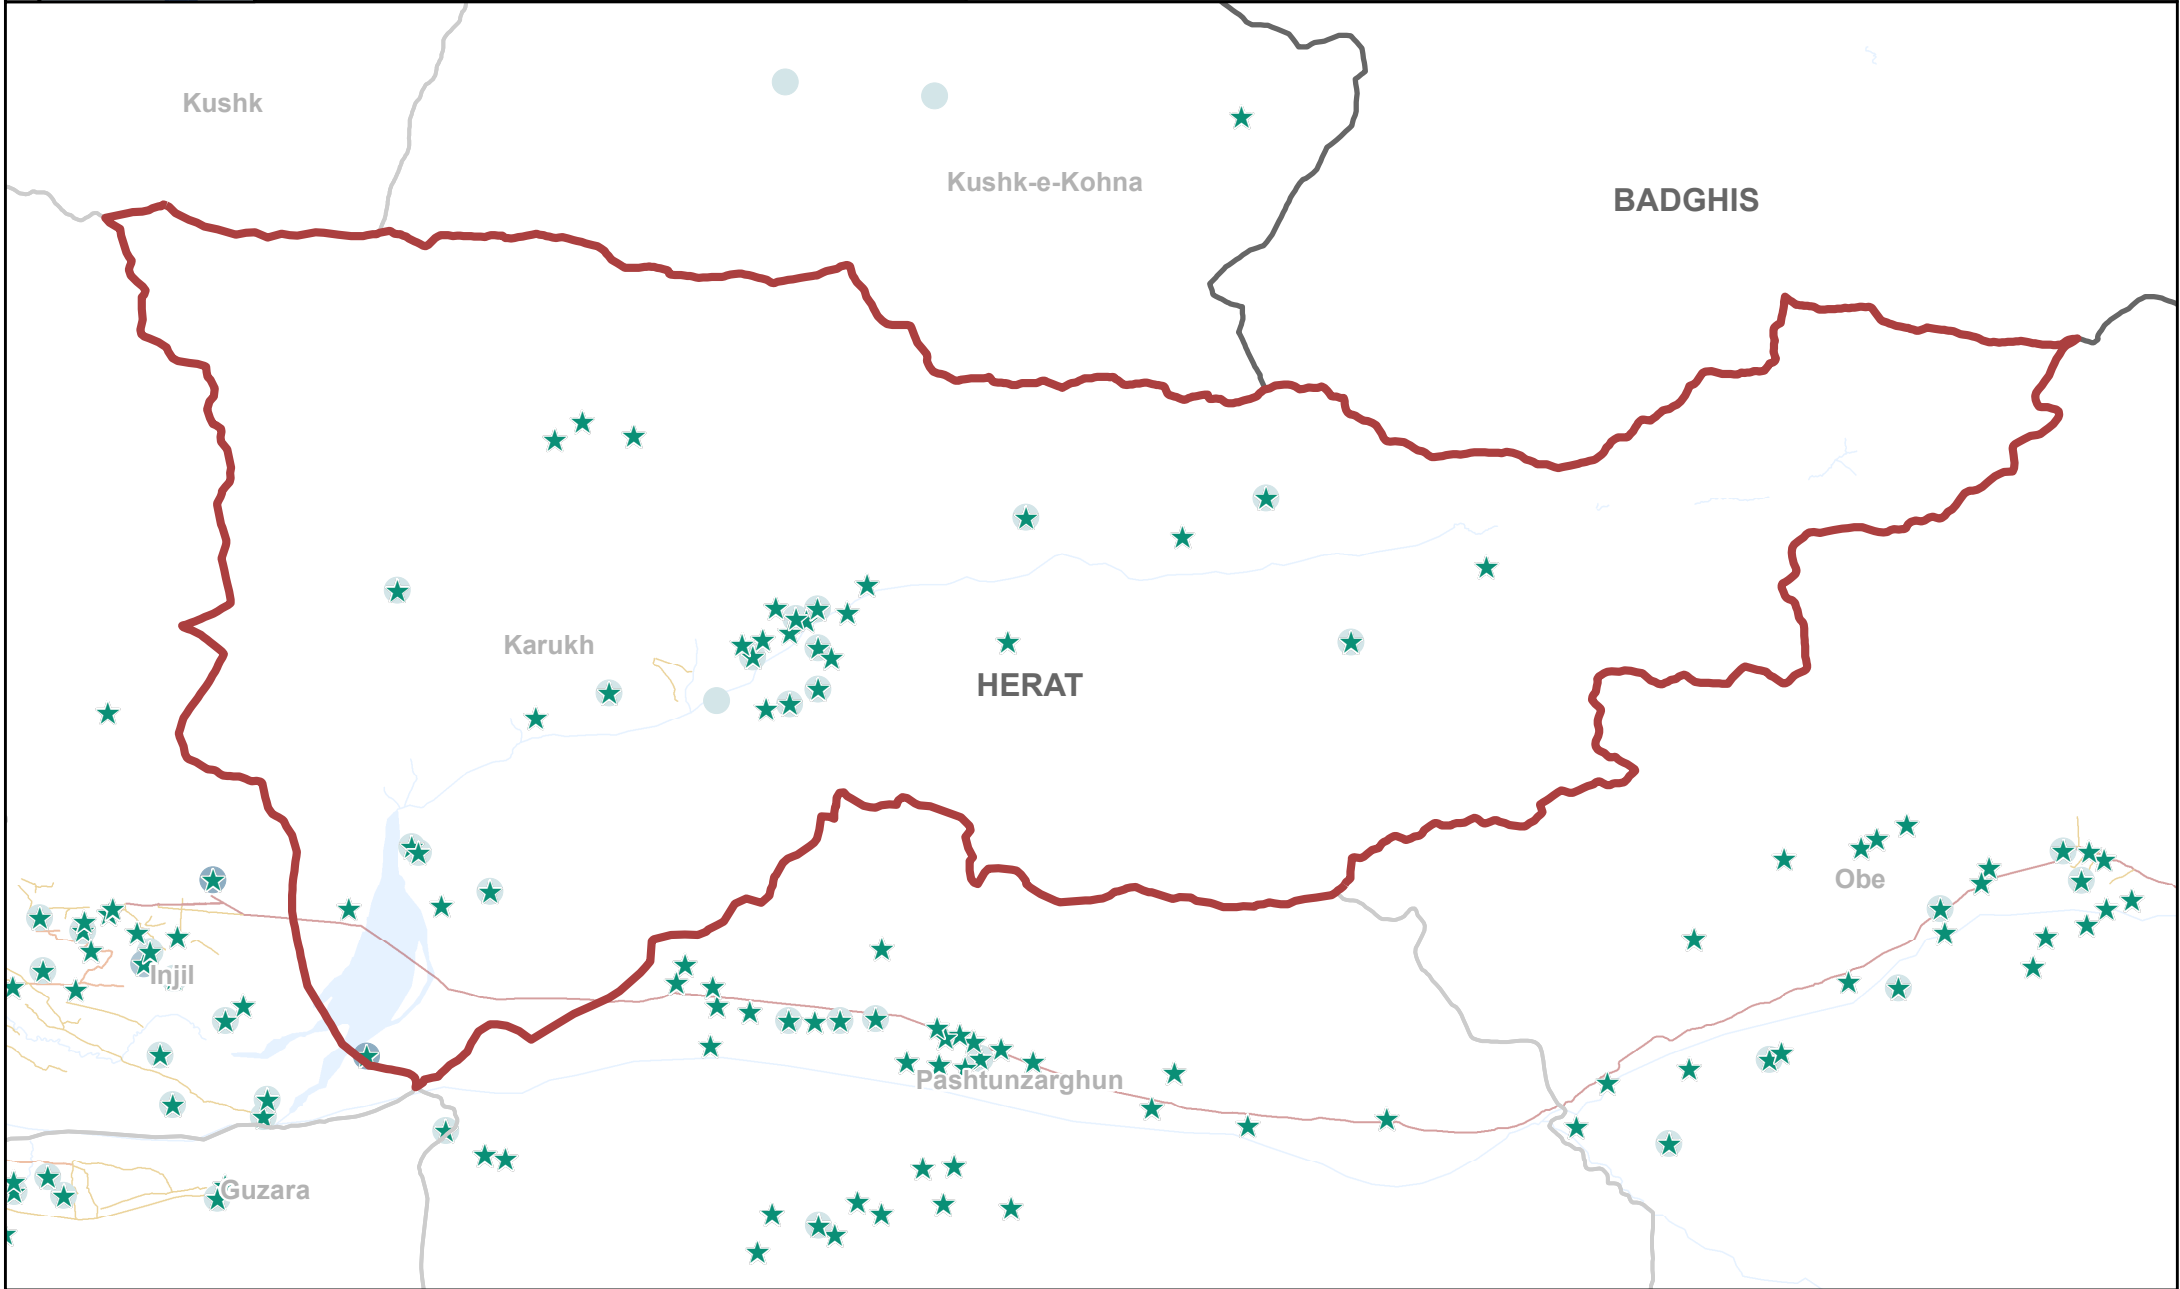 Kushk
Kushk-e-Kohna
BADGHIS
Karukh
HERAT
Obe
Injil
Pashtunzarghun
Guzara